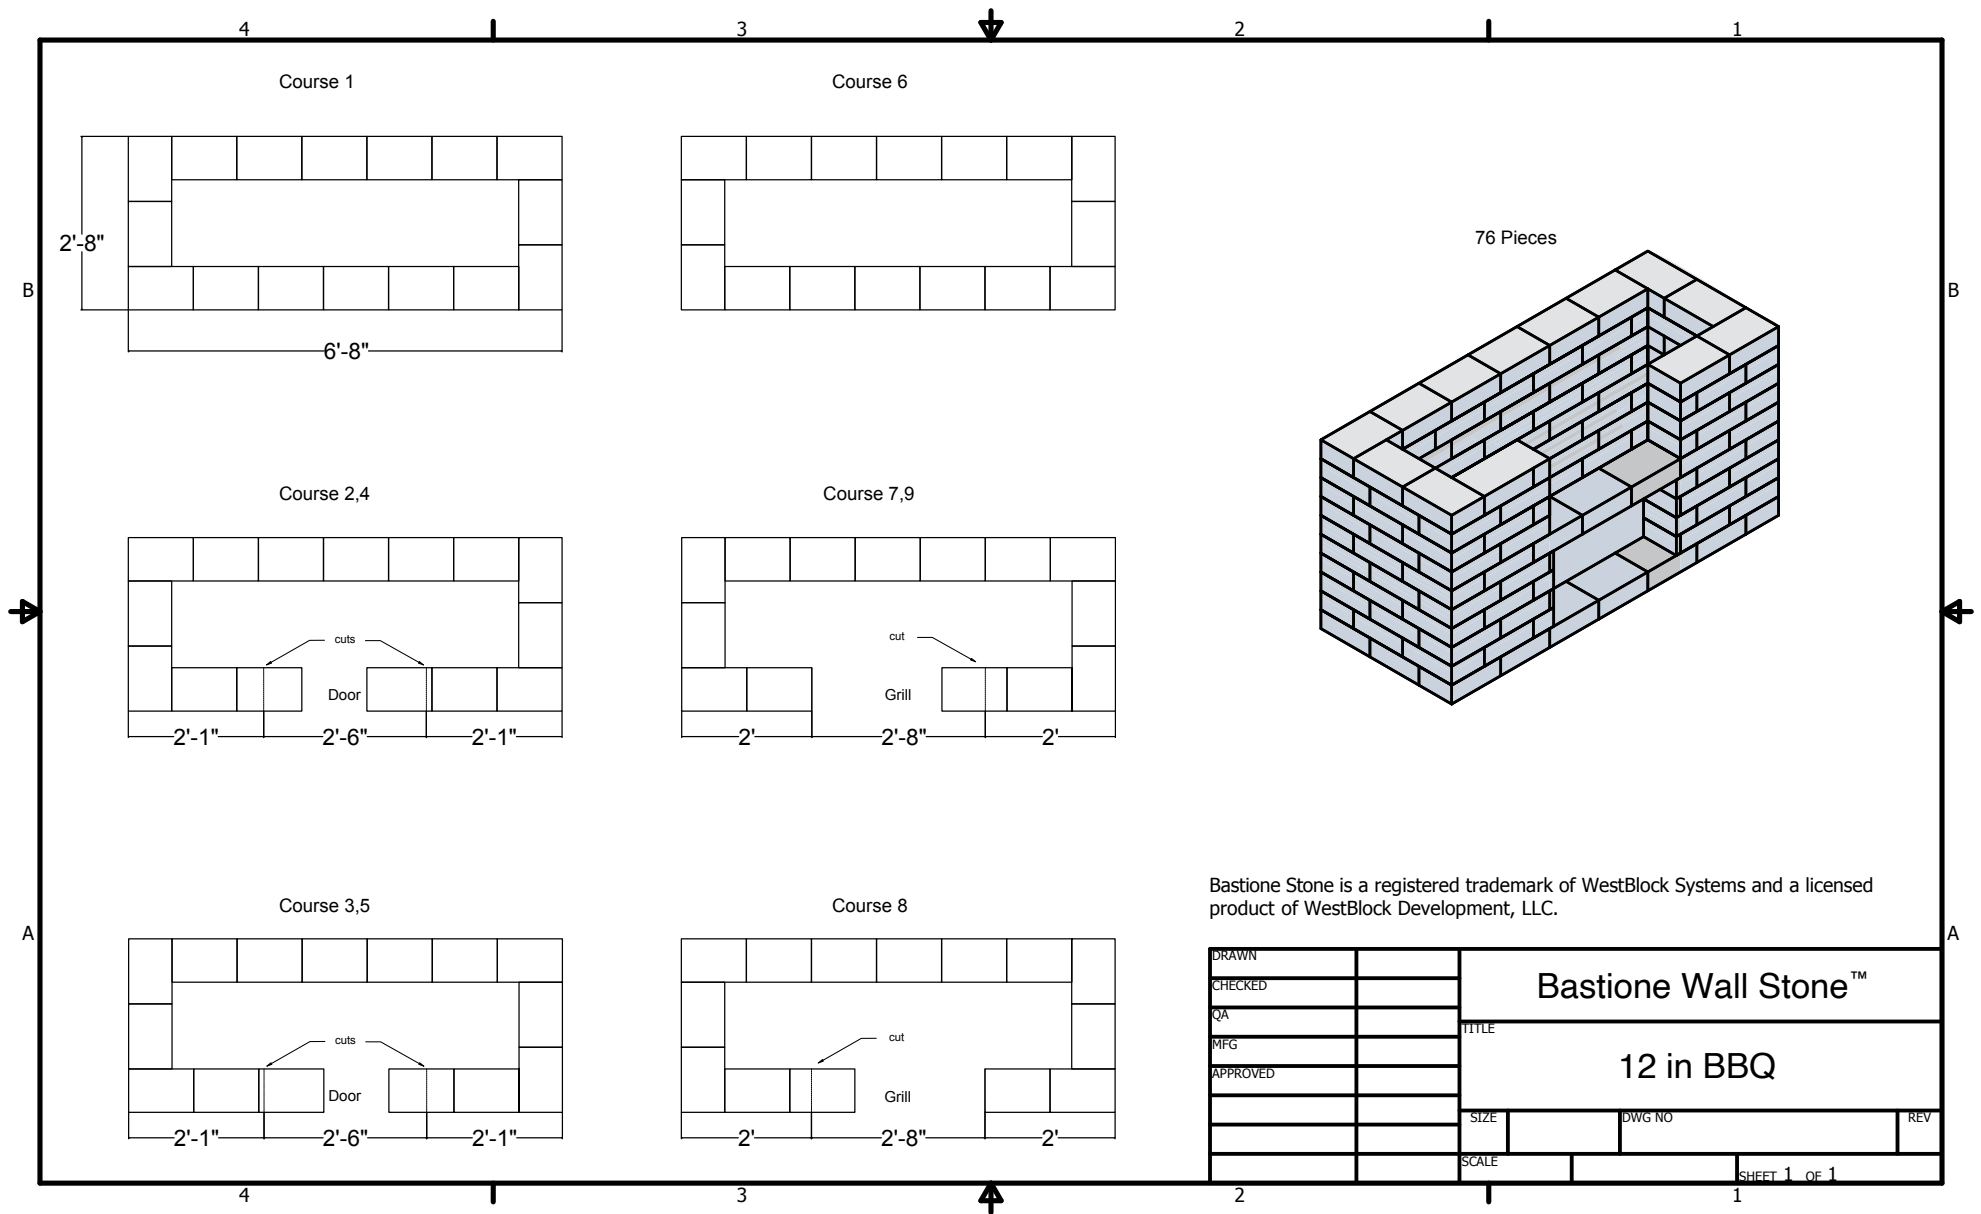 4 3 2 1
Course 1
Course 6
2'-8"
6'-8"
76 Pieces
B B
Course 2,4
Course 7,9
cuts
Door
2'-1" 2'-6" 2'-1"
cut
Grill
2' 2'-8" 2'
Course 3,5
Course 8
cuts
Door
2'-1" 2'-6" 2'-1"
cut
Grill
2' 2'-8" 2'
A A
Bastione Stone is a registered trademark of WestBlock Systems and a licensed
product of WestBlock Development, LLC.
DRAWN
CHECKED
QA
MFG
APPROVED
Bastione Wall Stone™
TITLE
12 in BBQ
SIZE DWG NO REV
SCALE
SHEET 1 OF 1
4 3 2 1